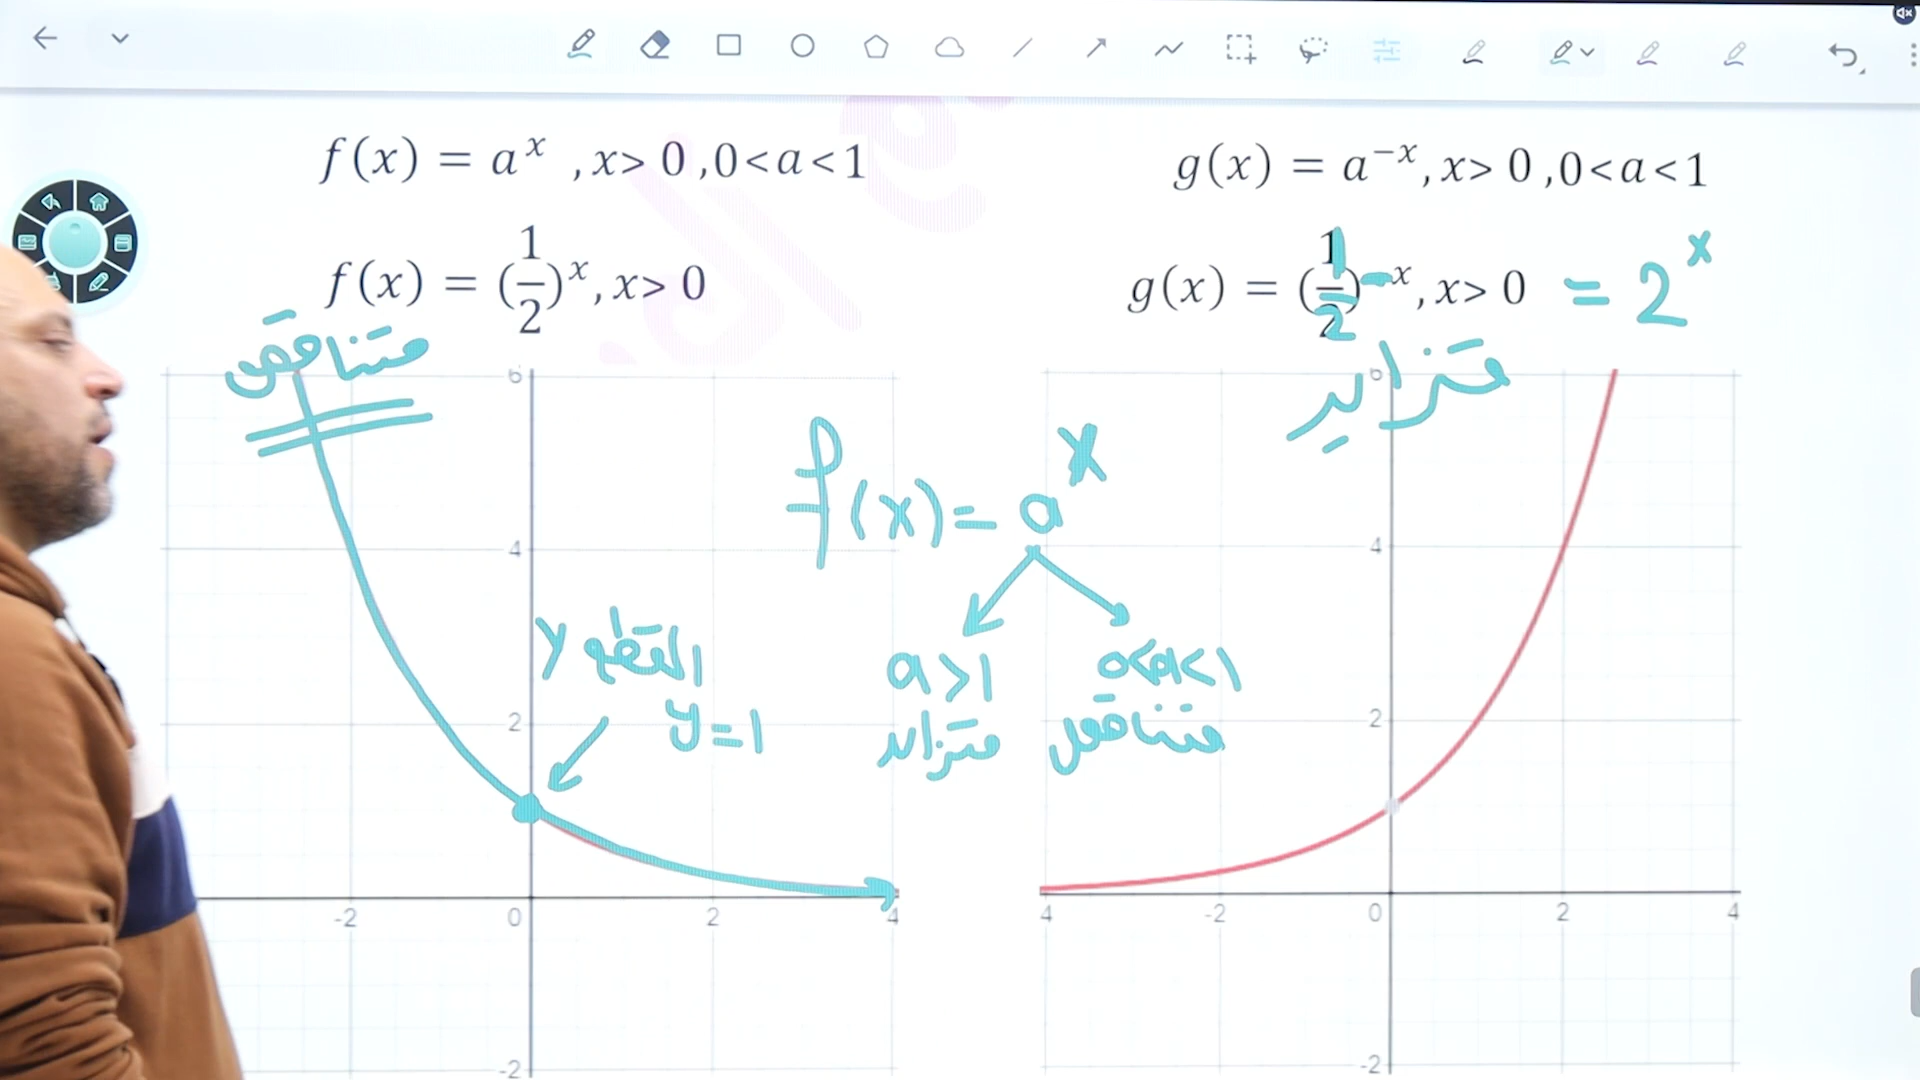 f(x) = a^x , x> 0 ,0<a<1
g(x) = a^{-x}, x> 0 ,0<a<1
f(x) = (1/2)^x, x> 0
g(x) = (1/2)^{-x}, x> 0 = 2^x
متناقص
متزايد
f(x)= a^x
a>1
0<a<1
متزايد
متناقص
التقاطع y
y=1
6
4
2
-2
0
2
4
-2
6
4
2
4
-2
0
2
4
-2